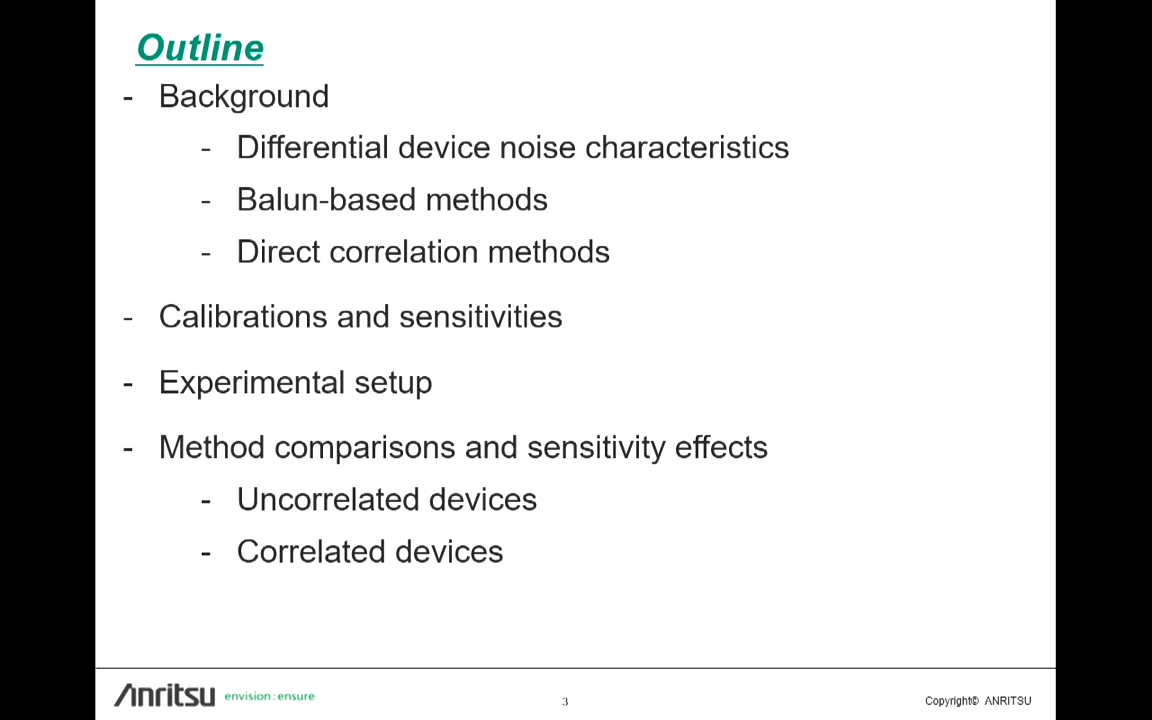 Outline
- Background
- Differential device noise characteristics
- Balun-based methods
- Direct correlation methods
- Calibrations and sensitivities
- Experimental setup
- Method comparisons and sensitivity effects
- Uncorrelated devices
- Correlated devices
Anritsu envision : ensure
3
Copyright© ANRITSU